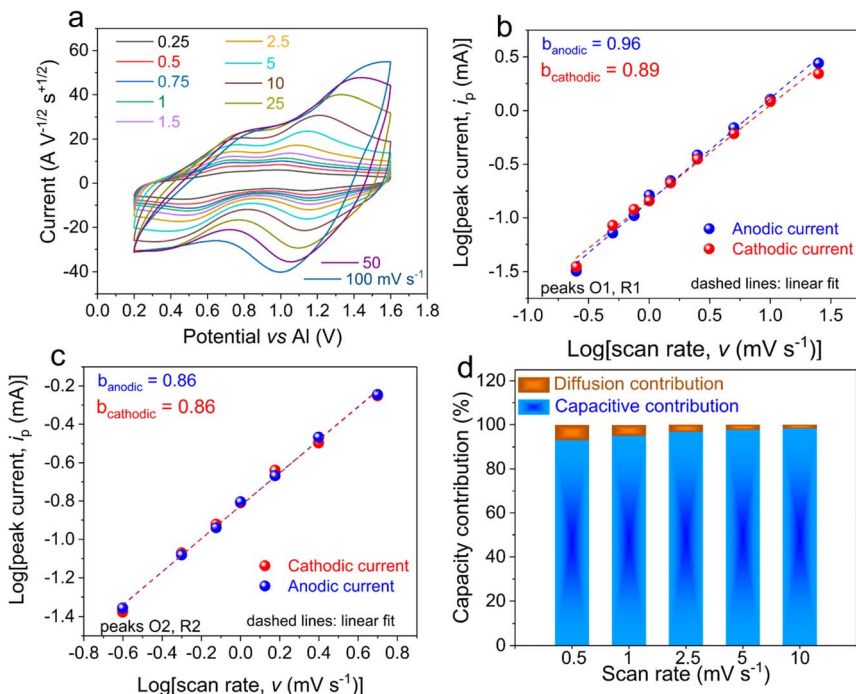 a
Current (A V⁻¹ᐟ² s⁺¹ᐟ²)
60
40
20
0
-20
-40
0.25
0.5
0.75
1
1.5
2.5
5
10
25
50
100 mV s⁻¹
0.0 0.2 0.4 0.6 0.8 1.0 1.2 1.4 1.6 1.8
Potential vs Al (V)
b
Log[peak current, iₚ (mA)]
0.5
0.0
-0.5
-1.0
-1.5
b_anodic = 0.96
b_cathodic = 0.89
Anodic current
Cathodic current
peaks O1, R1
dashed lines: linear fit
-1.0 -0.5 0.0 0.5 1.0 1.5
Log[scan rate, v (mV s⁻¹)]
c
Log[peak current, iₚ (mA)]
-0.2
-0.4
-0.6
-0.8
-1.0
-1.2
-1.4
b_anodic = 0.86
b_cathodic = 0.86
Cathodic current
Anodic current
peaks O2, R2
dashed lines: linear fit
-0.8 -0.6 -0.4 -0.2 0.0 0.2 0.4 0.6 0.8
Log[scan rate, v (mV s⁻¹)]
d
Capacity contribution (%)
120
100
80
60
40
20
0
Diffusion contribution
Capacitive contribution
0.5 1 2.5 5 10
Scan rate (mV s⁻¹)